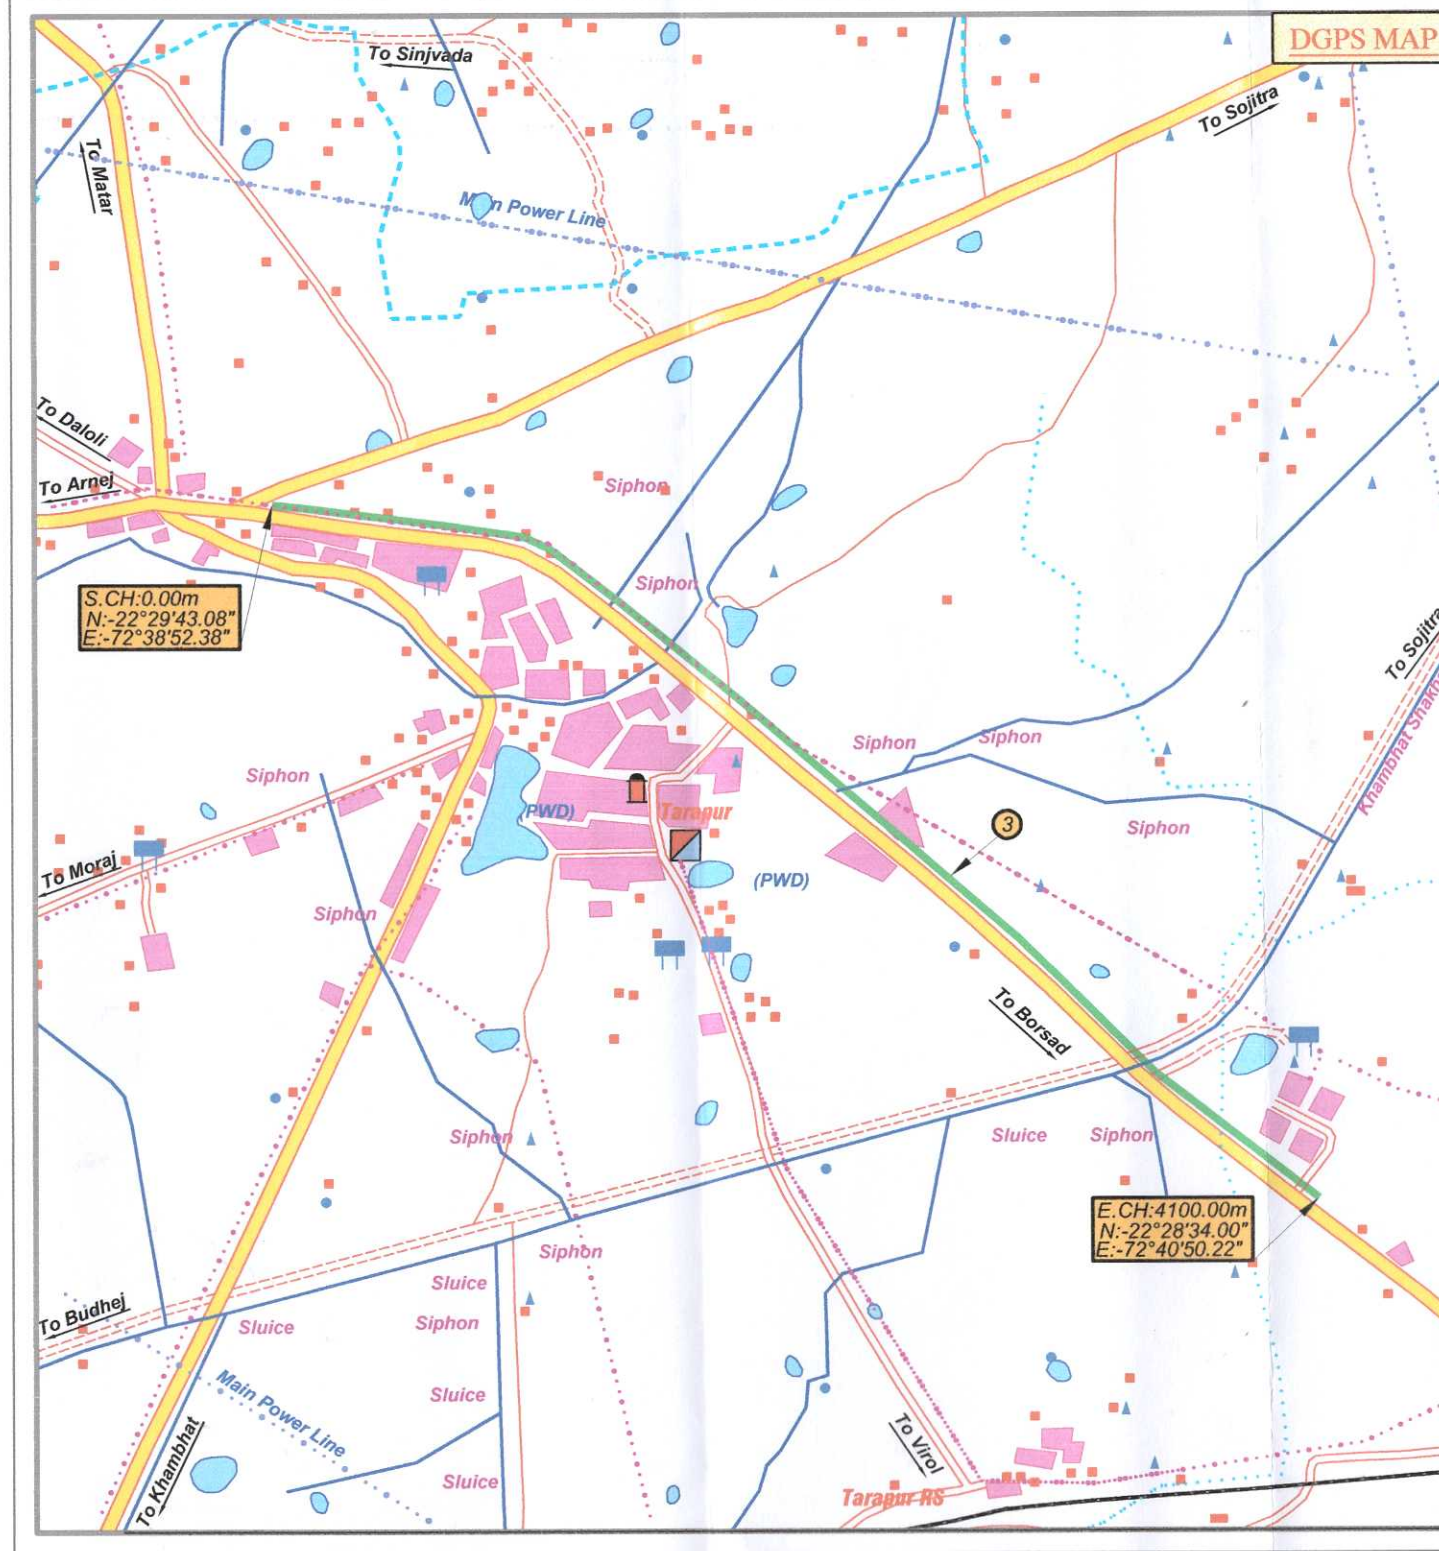 DGPS MAP
To Sinjvada
To Sojitra
To Matar
Main Power Line
To Daloli
To Arnej
Siphon
S.CH:0.00m
N:-22°29'43.08"
E:-72°38'52.38"
Siphon
To Sojitra
Khambhat
Siphon
Siphon
Siphon
(PWD)
Tarapur
3
Siphon
To Moraj
(PWD)
Siphon
To Borsad
Siphon
Sluice
Siphon
E.CH:4100.00m
N:-22°28'34.00"
E:-72°40'50.22"
Siphon
Sluice
To Budhej
Sluice
Siphon
Main Power Line
Sluice
To Khambhat
To Virol
Sluice
Tarapur RS